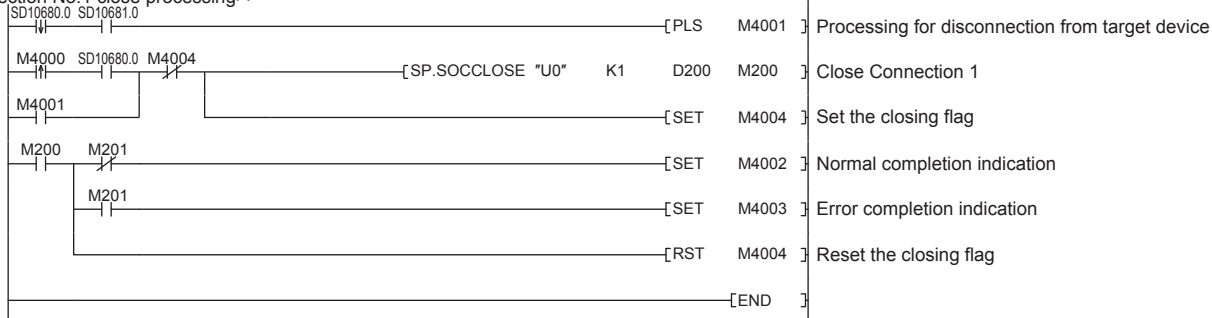 SD10680.0 SD10681.0
[PLS M4001 ] Processing for disconnection from target device
M4000 SD10680.0 M4004
[SP.SOCCLOSE "U0" K1 D200 M200 ] Close Connection 1
M4001
[SET M4004 ] Set the closing flag
M200 M201
[SET M4002 ] Normal completion indication
M201
[SET M4003 ] Error completion indication
[RST M4004 ] Reset the closing flag
[END ]